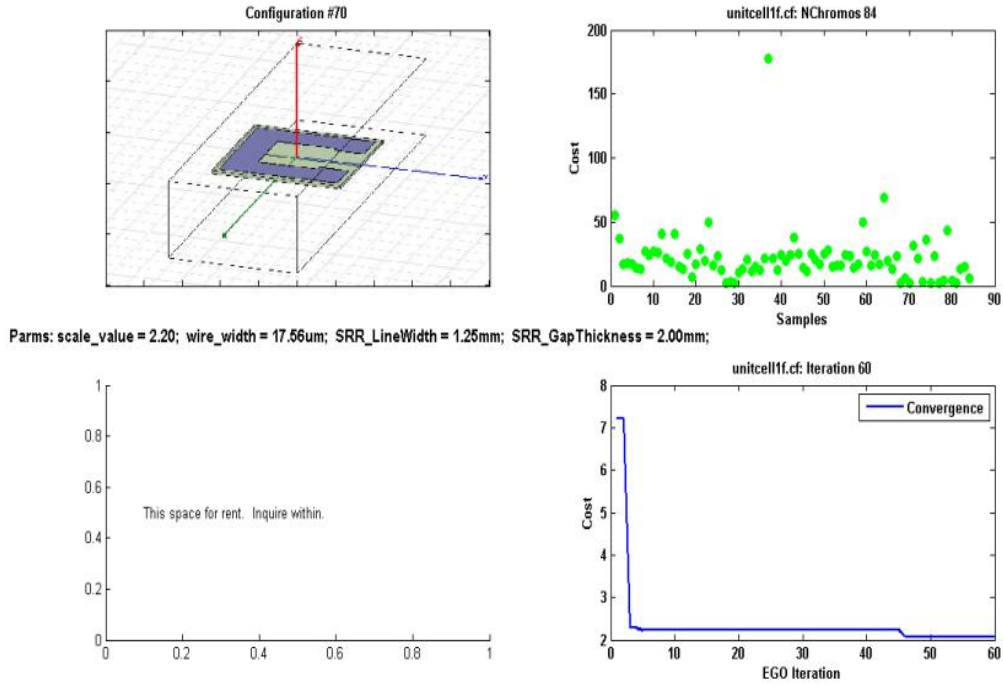 Configuration #70
unitcell1f.cf: NChromos 84
200
150
100
50
0
Cost
0 10 20 30 40 50 60 70 80 90
Samples
Parms: scale_value = 2.20; wire_width = 17.56um; SRR_LineWidth = 1.25mm; SRR_GapThickness = 2.00mm;
1
0.8
0.6
0.4
0.2
0
This space for rent. Inquire within.
0 0.2 0.4 0.6 0.8 1
unitcell1f.cf: Iteration 60
8
7
6
5
4
3
2
Cost
Convergence
0 10 20 30 40 50 60
EGO Iteration